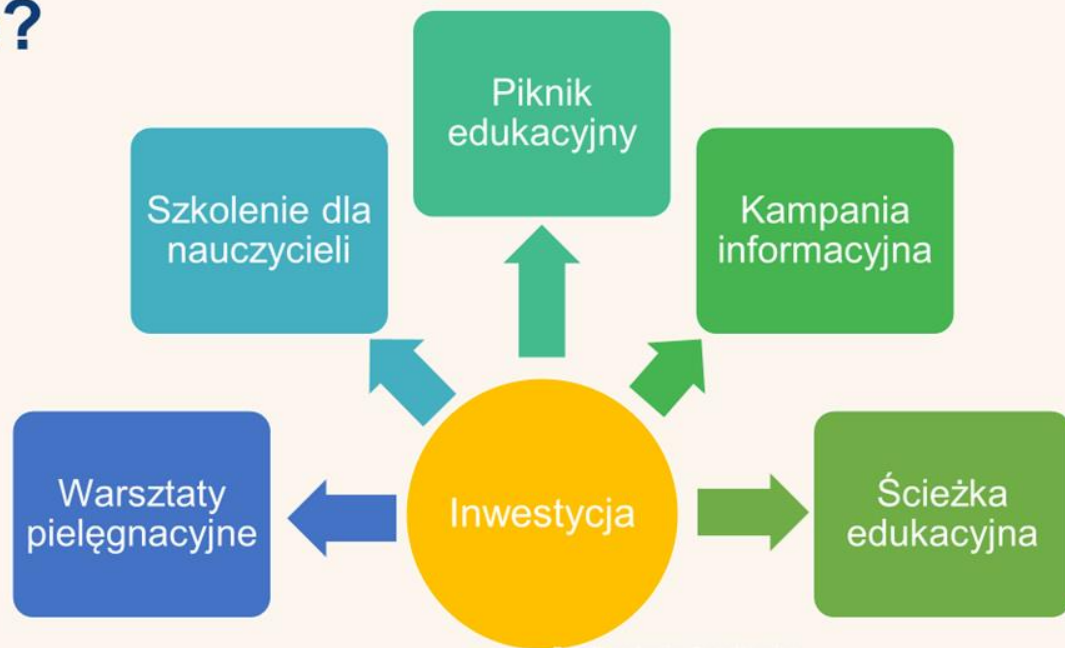 ?
Piknik
edukacyjny
Szkolenie dla
nauczycieli
Kampania
informacyjna
Warsztaty
pielęgnacyjne
Inwestycja
Ścieżka
edukacyjna